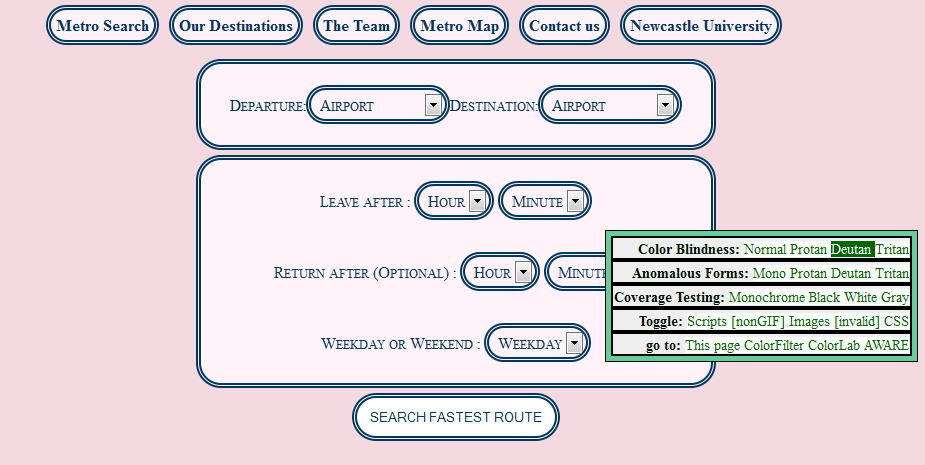 Metro Search Our Destinations The Team Metro Map Contact us Newcastle University
Departure: Airport Destination: Airport
Leave after : Hour Minute
Color Blindness: Normal Protan Deutan Tritan
Anomalous Forms: Mono Protan Deutan Tritan
Return after (Optional) : Hour Minute
Coverage Testing: Monochrome Black White Gray
Toggle: Scripts [nonGIF] Images [invalid] CSS
Weekday or Weekend : Weekday
go to: This page ColorFilter ColorLab AWARE
SEARCH FASTEST ROUTE